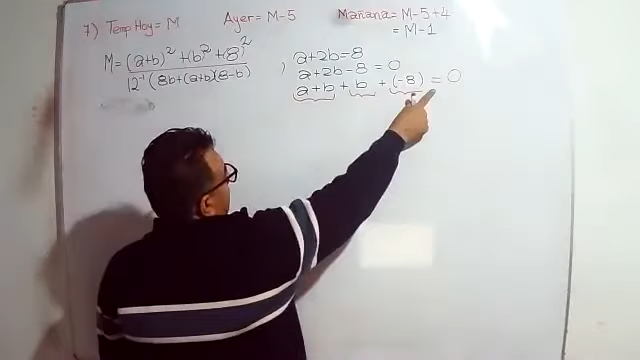 7) Temp Hoy = M Ayer = M-5 Mañana = M-5+4
= M-1
M = (a+b)² + (b² + (8)²
12⁻¹ (8b+(a+b)(8-b)
, a+2b=8
a+2b-8=0
a+b + b + (-8) = 0